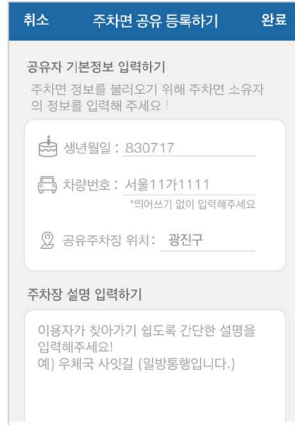 취소 주차면 공유 등록하기 완료
공유자 기본정보 입력하기
주차면 정보를 불러오기 위해 주차면 소유자
의 정보를 입력해 주세요 !
생년월일 : 830717
차량번호 : 서울11가1111
*띄어쓰기 없이 입력해주세요
공유주차장 위치 : 광진구
주차장 설명 입력하기
이용자가 찾아가기 쉽도록 간단한 설명을
입력해주세요!
예) 우체국 사잇길 (일방통행입니다.)